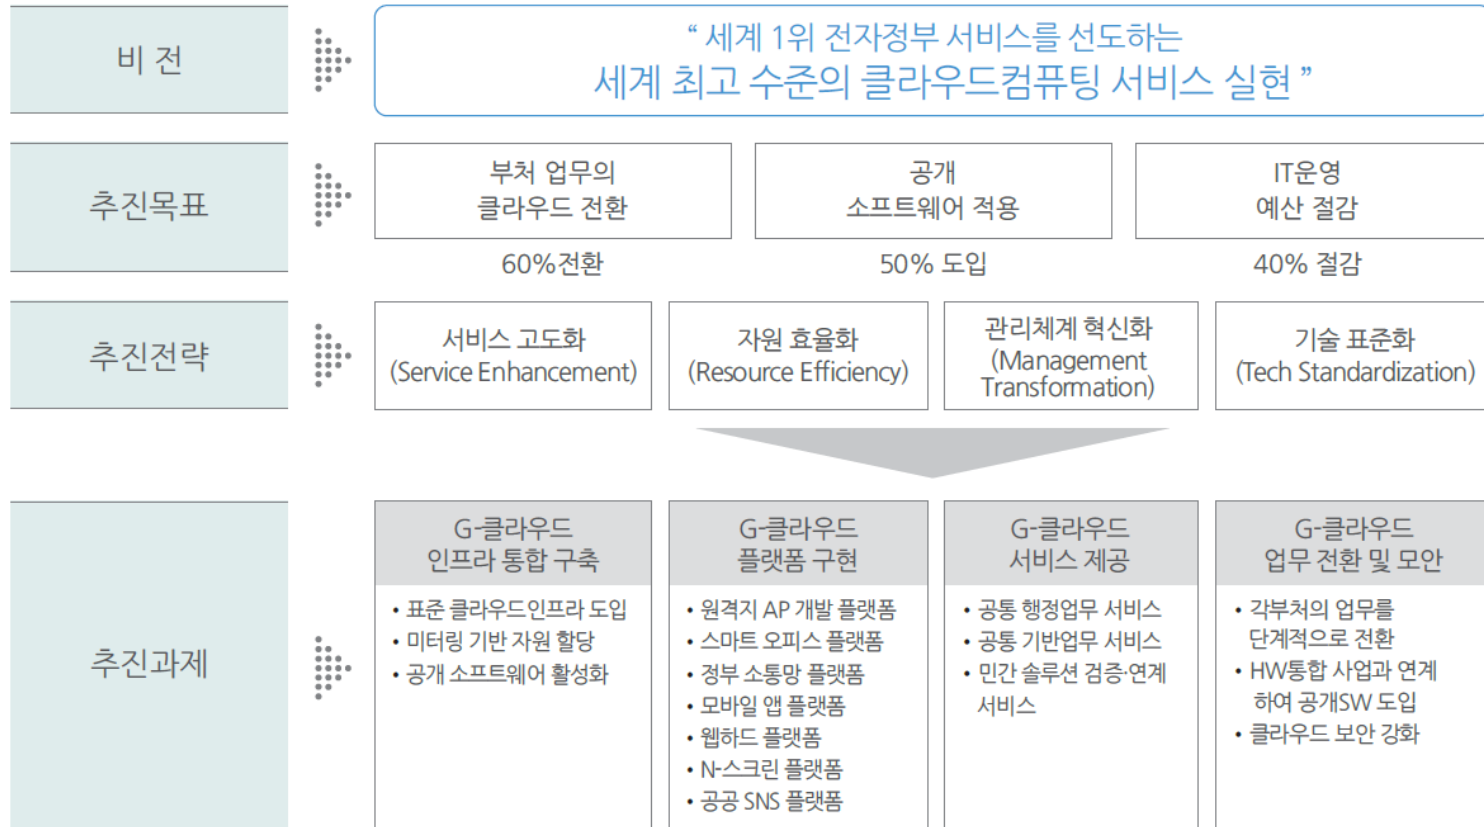 비 전
“ 세계 1위 전자정부 서비스를 선도하는
세계 최고 수준의 클라우드컴퓨팅 서비스 실현 ”
추진목표
부처 업무의
클라우드 전환
60%전환
공개
소프트웨어 적용
50% 도입
IT운영
예산 절감
40% 절감
추진전략
서비스 고도화
(Service Enhancement)
자원 효율화
(Resource Efficiency)
관리체계 혁신화
(Management
Transformation)
기술 표준화
(Tech Standardization)
추진과제
G-클라우드
인프라 통합 구축
• 표준 클라우드인프라 도입
• 미터링 기반 자원 할당
• 공개 소프트웨어 활성화
G-클라우드
플랫폼 구현
• 원격지 AP 개발 플랫폼
• 스마트 오피스 플랫폼
• 정부 소통망 플랫폼
• 모바일 앱 플랫폼
• 웹하드 플랫폼
• N-스크린 플랫폼
• 공공 SNS 플랫폼
G-클라우드
서비스 제공
• 공통 행정업무 서비스
• 공통 기반업무 서비스
• 민간 솔루션 검증·연계
서비스
G-클라우드
업무 전환 및 모안
• 각부처의 업무를
단계적으로 전환
• HW통합 사업과 연계
하여 공개SW 도입
• 클라우드 보안 강화